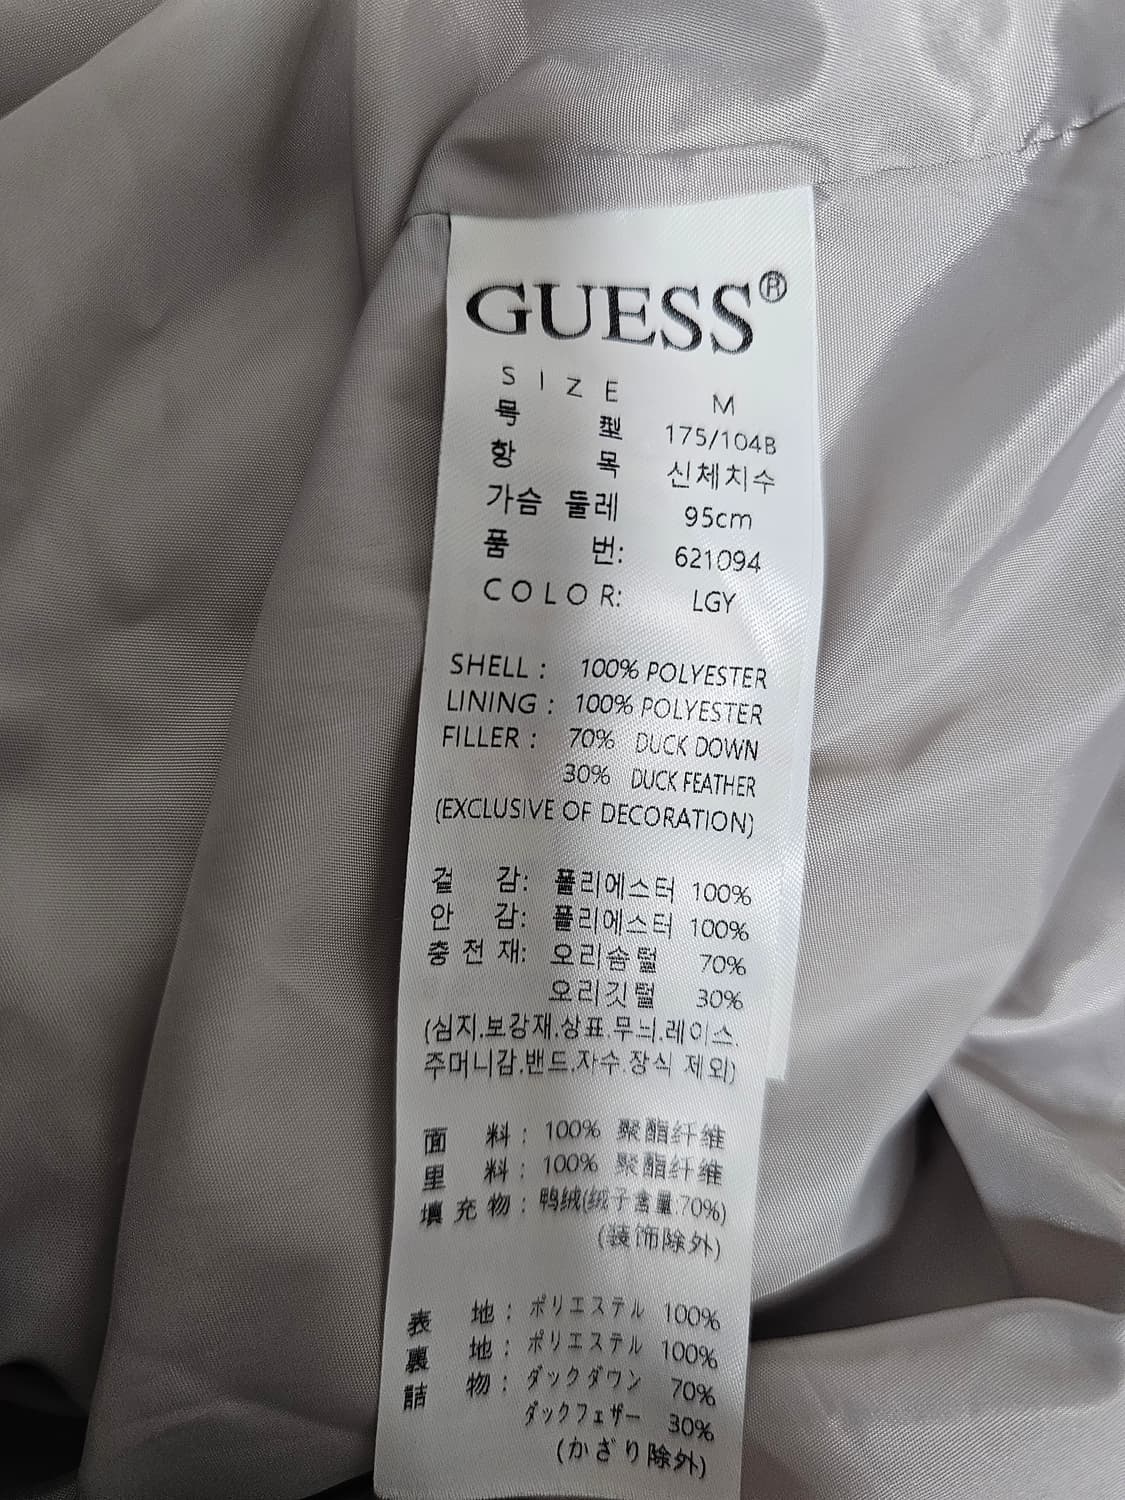 GUESS®
SIZE M
号型 175/104B
항목 신체치수
가슴둘레 95cm
품번: 621094
COLOR: LGY
SHELL : 100% POLYESTER
LINING : 100% POLYESTER
FILLER : 70% DUCK DOWN
30% DUCK FEATHER
(EXCLUSIVE OF DECORATION)
겉감: 폴리에스터 100%
안감: 폴리에스터 100%
충전재: 오리솜털 70%
오리깃털 30%
(심지.보강재.상표.무늬.레이스.
주머니감.밴드.자수.장식 제외)
面料: 100% 聚酯纤维
里料: 100% 聚酯纤维
填充物: 鸭绒(绒子含量:70%)
(装饰除外)
表地: ポリエステル 100%
裏地: ポリエステル 100%
詰物: ダックダウン 70%
ダックフェザー 30%
(かざり除外)